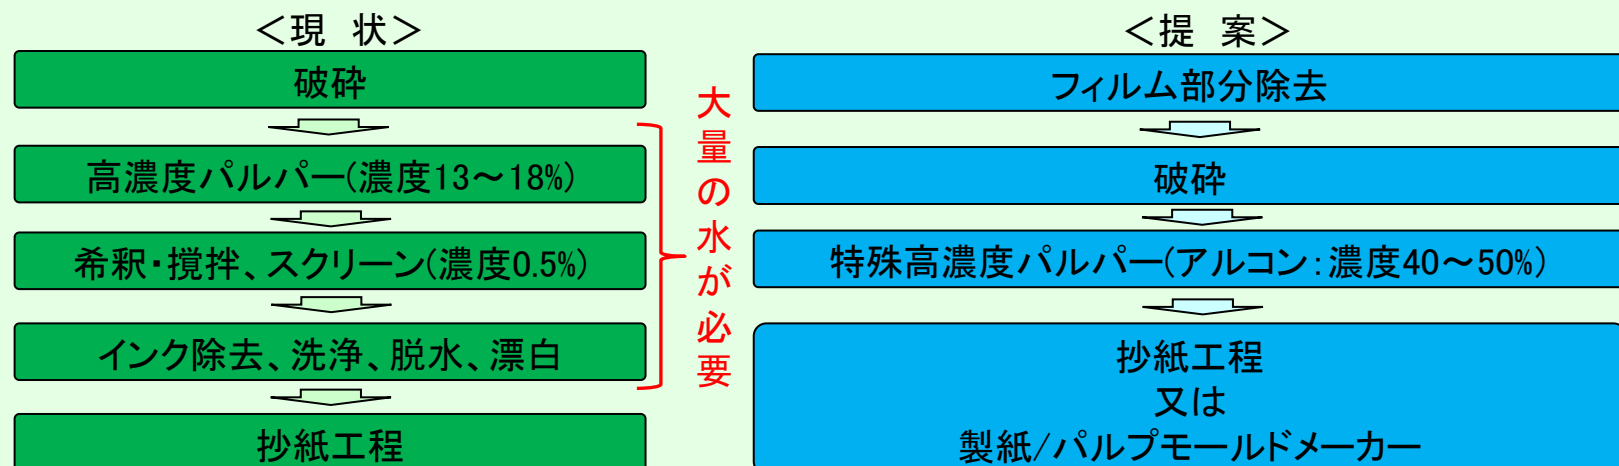 ＜現　状＞
破砕
高濃度パルパー(濃度13～18%)
希釈・撹拌、スクリーン(濃度0.5%)
インク除去、洗浄、脱水、漂白
抄紙工程
大量の水が必要
＜提　案＞
フィルム部分除去
破砕
特殊高濃度パルパー(アルコン：濃度40～50%)
抄紙工程
又は
製紙/パルプモールドメーカー